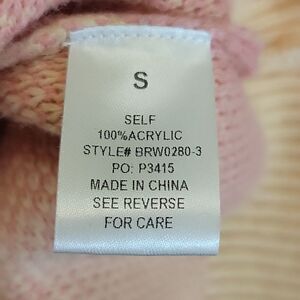 S
SELF
100%ACRYLIC
STYLE# BRW0280-3
PO: P3415
MADE IN CHINA
SEE REVERSE
FOR CARE